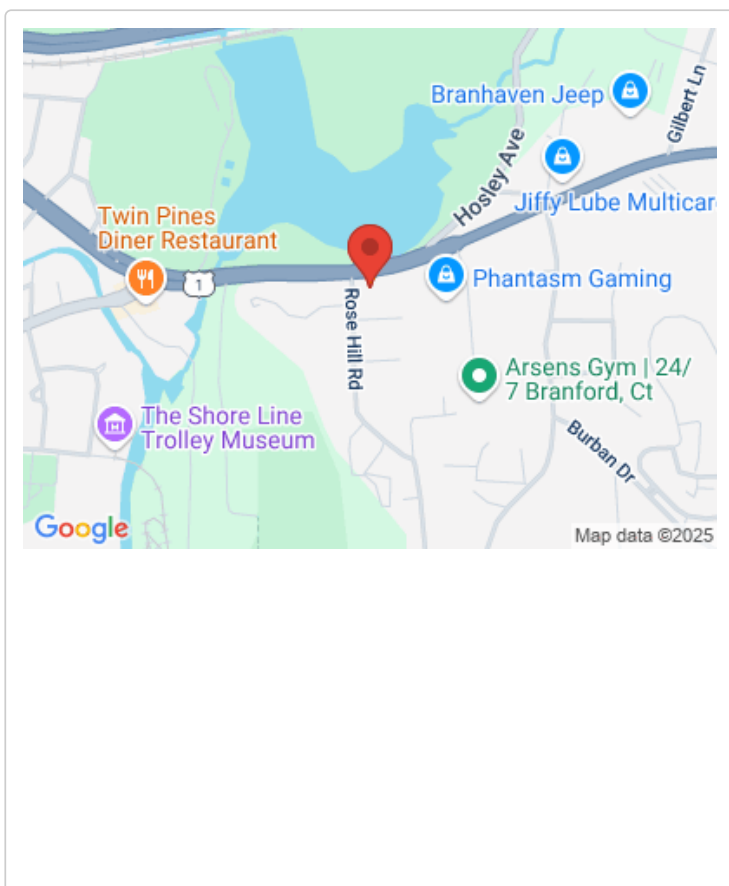 Branhaven Jeep
Gilbert Ln
Hosley Ave
Jiffy Lube Multicar
Twin Pines
Diner Restaurant
1
Phantasm Gaming
Rose Hill Rd
Arsens Gym | 24/
7 Branford, Ct
The Shore Line
Trolley Museum
Burban Dr
Google
Map data ©2025